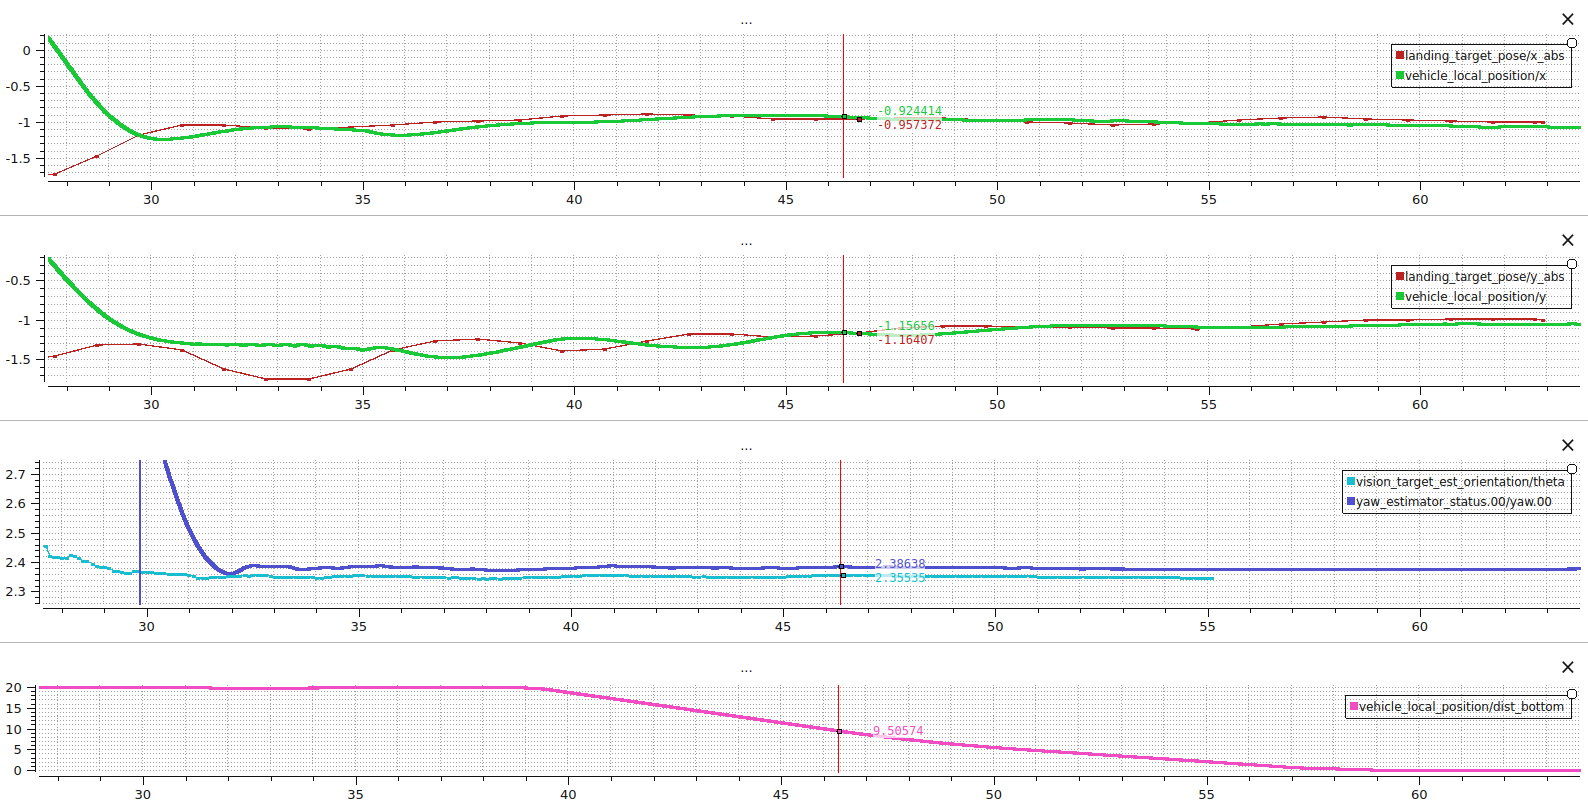 ...
0
-0.5
-1
-1.5
landing_target_pose/x_abs
vehicle_local_position/x
-0.924414
-0.957372
30 35 40 45 50 55 60
...
-0.5
-1
-1.5
landing_target_pose/y_abs
vehicle_local_position/y
-1.15656
-1.16407
30 35 40 45 50 55 60
...
2.7
2.6
2.5
2.4
2.3
vision_target_est_orientation/theta
yaw_estimator_status.00/yaw.00
2.38638
2.35535
30 35 40 45 50 55 60
...
20
15
10
5
0
vehicle_local_position/dist_bottom
9.50574
30 35 40 45 50 55 60